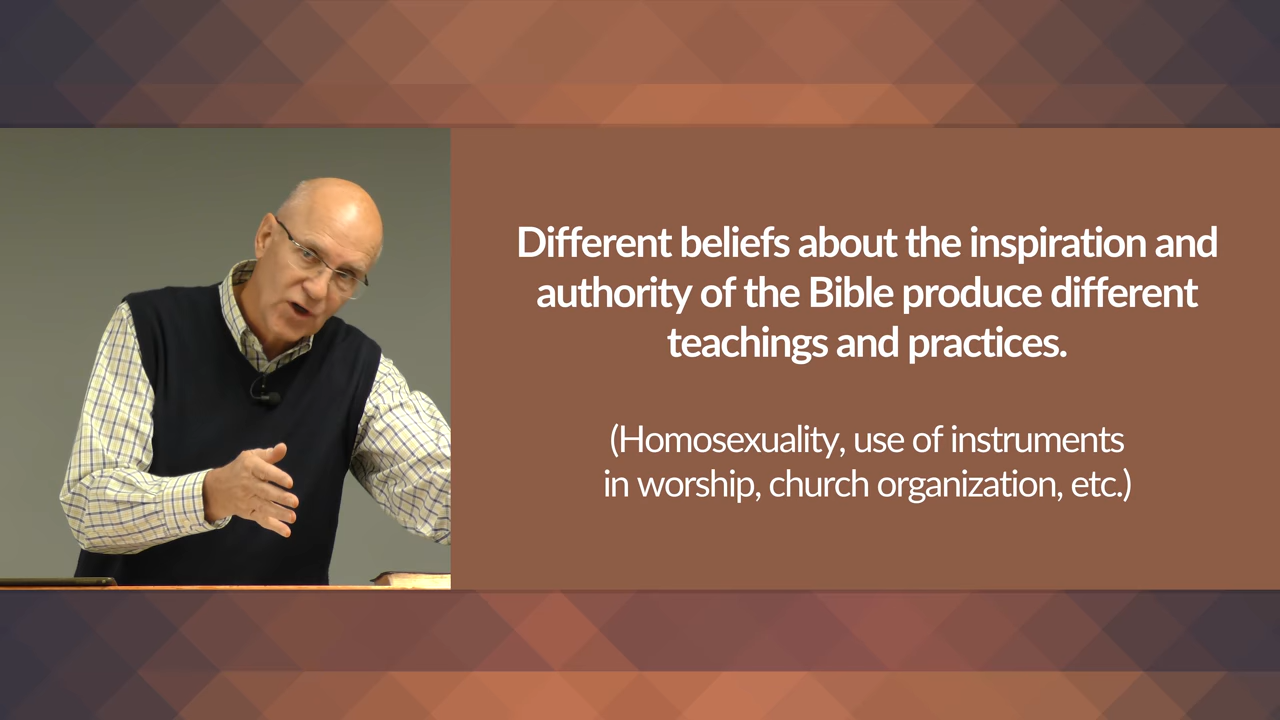 Different beliefs about the inspiration and
authority of the Bible produce different
teachings and practices.
(Homosexuality, use of instruments
in worship, church organization, etc.)